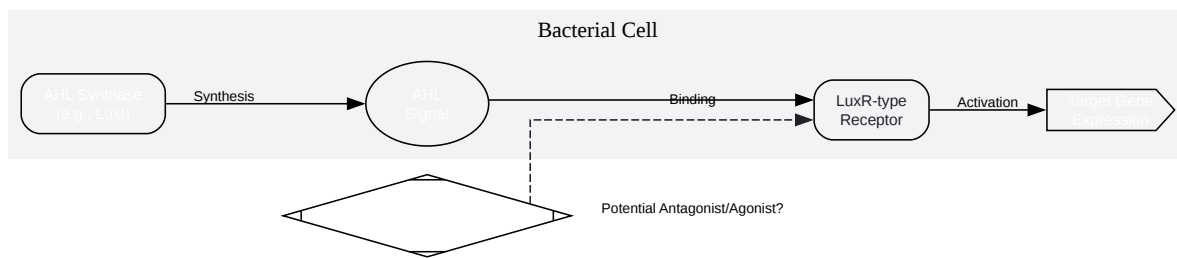 Bacterial Cell
AHL Synthase
(e.g., LuxI)
Synthesis
AHL
Signal
Binding
LuxR-type
Receptor
Activation
Target Gene
Expression
Potential Antagonist/Agonist?